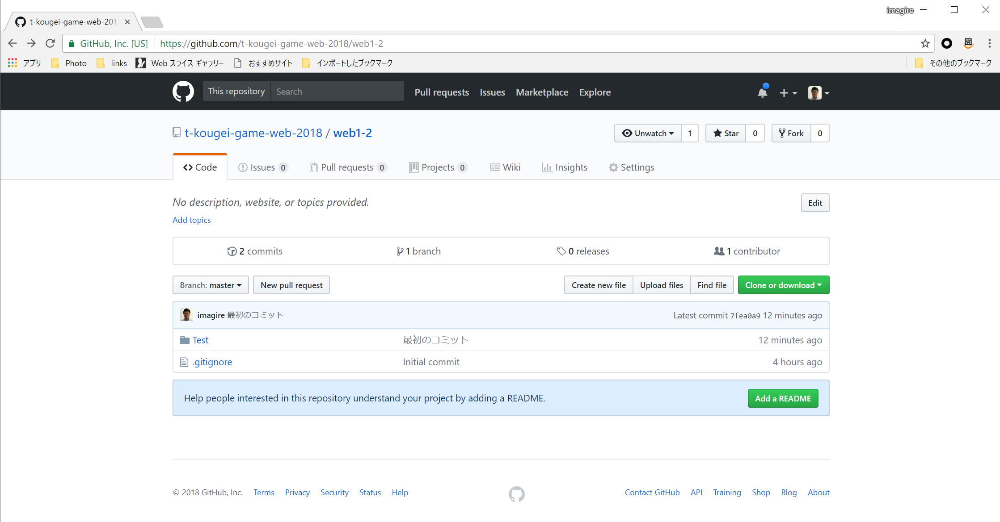 imagire
t-kougei-game-web-201
GitHub, Inc. [US] https://github.com/t-kougei-game-web-2018/web1-2
アプリ Photo links Web スライス ギャラリー おすすめサイト インポートしたブックマーク その他のブックマーク
This repository Search Pull requests Issues Marketplace Explore
t-kougei-game-web-2018 / web1-2 Unwatch 1 Star 0 Fork 0
Code Issues 0 Pull requests 0 Projects 0 Wiki Insights Settings
No description, website, or topics provided. Edit
Add topics
2 commits 1 branch 0 releases 1 contributor
Branch: master New pull request Create new file Upload files Find file Clone or download
imagire 最初のコミット Latest commit 7fea0a9 12 minutes ago
Test 最初のコミット 12 minutes ago
.gitignore Initial commit 4 hours ago
Help people interested in this repository understand your project by adding a README. Add a README
© 2018 GitHub, Inc. Terms Privacy Security Status Help Contact GitHub API Training Shop Blog About